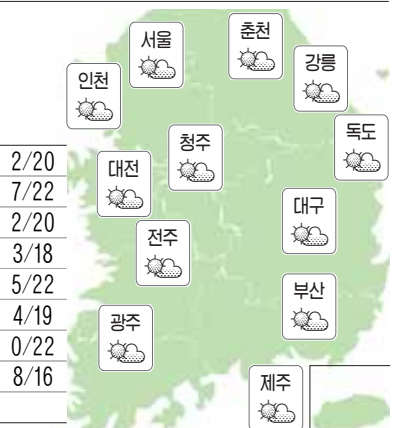 서울
춘천
강릉
인천
독도
청주
대전
대구
전주
부산
광주
제주
2/20
7/22
2/20
3/18
5/22
4/19
0/22
8/16